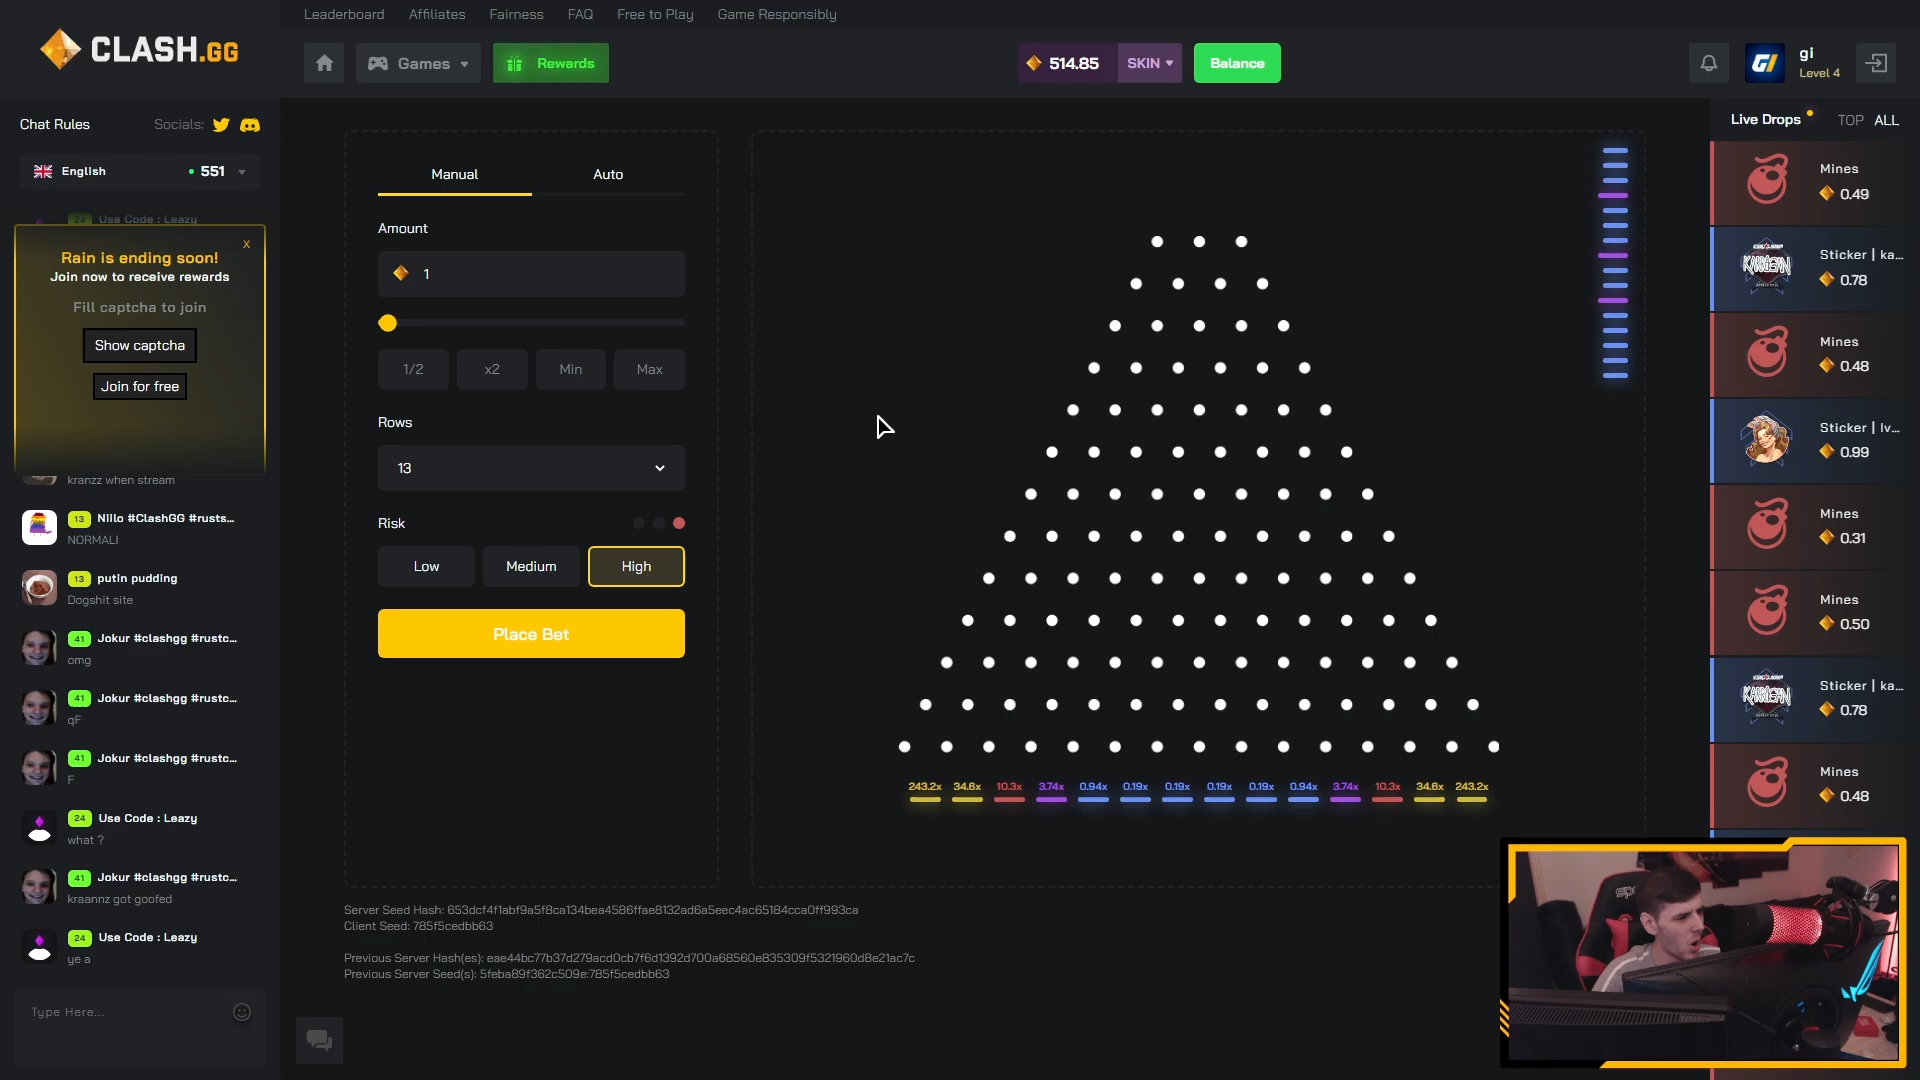 Leaderboard Affiliates Fairness FAQ Free to Play Game Responsibly
CLASH.GG
Games
Rewards
514.85 SKIN
Balance
gi
Level 4
Chat Rules Socials:
English 551
24 Use Code : Leazy
x
Rain is ending soon!
Join now to receive rewards
Fill captcha to join
Show captcha
Join for free
kranzz when stream
13 Niilo #ClashGG #rusts...
NORMALI
13 putin pudding
Dogshit site
41 Jokur #clashgg #rustc...
omg
41 Jokur #clashgg #rustc...
qF
41 Jokur #clashgg #rustc...
F
24 Use Code : Leazy
what ?
41 Jokur #clashgg #rustc...
kraannz got goofed
24 Use Code : Leazy
ye a
Type Here...
Manual Auto
Amount
1
1/2 x2 Min Max
Rows
13
Risk
Low Medium High
Place Bet
243.2x 34.6x 10.3x 3.74x 0.94x 0.19x 0.19x 0.19x 0.19x 0.94x 3.74x 10.3x 34.6x 243.2x
Server Seed Hash: 653dcf4f1abf9a5f8ca134bea4586ffae8132ad6a5eec4ac65184cca0ff993ca
Client Seed: 785f5cedbb63
Previous Server Hash(es): eae44bc77b37d279acd0cb7f6d1392d700a68560e835309f5321960d8e21ac7c
Previous Server Seed(s): 5feba89f362c509e:785f5cedbb63
Live Drops TOP ALL
Mines
0.49
Sticker | ka...
0.78
Mines
0.48
Sticker | lv...
0.99
Mines
0.31
Mines
0.50
Sticker | ka...
0.78
Mines
0.48